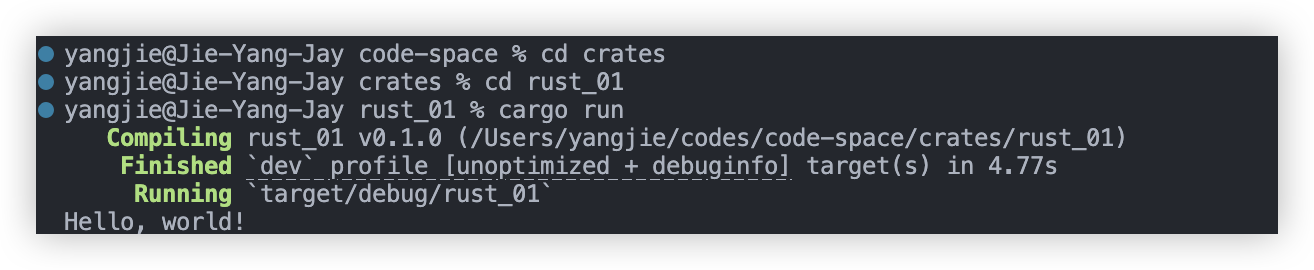 yangjie@Jie-Yang-Jay code-space % cd crates
yangjie@Jie-Yang-Jay crates % cd rust_01
yangjie@Jie-Yang-Jay rust_01 % cargo run
Compiling rust_01 v0.1.0 (/Users/yangjie/codes/code-space/crates/rust_01)
Finished `dev` profile [unoptimized + debuginfo] target(s) in 4.77s
Running `target/debug/rust_01`
Hello, world!